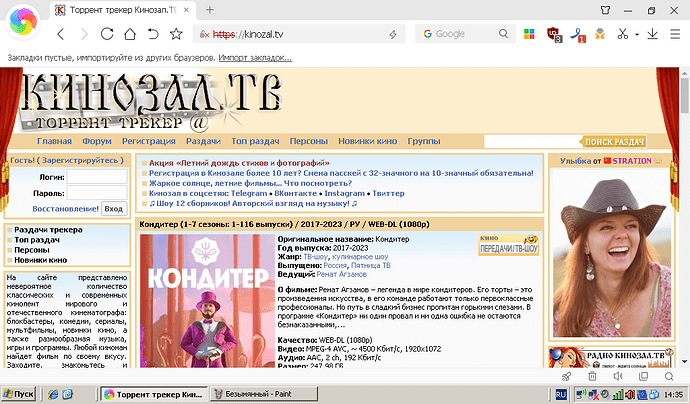 Торрент трекер Кинозал.ТВ
https://kinozal.tv
Google
3
1
Закладки пустые, импортируйте из других браузеров. Импорт закладок...
КИНОЗАЛ.ТВ
ТОРРЕНТ ТРЕКЕР @
Главная Форум Регистрация Раздачи Топ раздач Персоны Новинки кино Группы
ПОИСК РАЗДАЧ
Гость! ( Зарегистрируйтесь )
Логин:
Пароль:
Восстановление! Вход
Раздачи трекера
Топ раздач
Персоны
Новинки кино
На сайте представлено
невероятное количество
классических и современных
кинолент мирового и
отечественного кинематографа:
блокбастеры, комедии, сериалы,
мультфильмы, новинки кино, а
также разнообразная музыка,
игры и программы. Любой киноман
найдет фильм по своему вкусу.
Заходите, знакомьтесь и
Акция «Летний дождь стихов и фотографий»
Регистрация в Кинозале более 10 лет? Смена пасскей с 32-значного на 10-значный обязательна!
Жаркое солнце, летние фильмы... Что посмотреть?
Кинозал в соцсетях: Telegram • ВКонтакте • Instagram • Твиттер
♫ Шоу 12 сборников! Авторский взгляд на музыку! ♫
Кондитер (1-7 сезоны: 1-116 выпуски) / 2017-2023 / РУ / WEB-DL (1080p)
КОНДИТЕР
Оригинальное название: Кондитер
Год выпуска: 2017-2023
Жанр: ТВ-шоу, кулинарное шоу
Выпущено: Россия, Пятница ТВ
Ведущий: Ренат Агзамов
КИНО
ПЕРЕДАЧИ/ТВ-ШОУ
О фильме: Ренат Агзамов – легенда в мире кондитеров. Его торты – это
произведения искусства, в его команде работают только первоклассные
профессионалы. Но путь в сладкий бизнес пропитан горькими слезами. В
программе «Кондитер» ни один провал и ни одна ошибка не остаются
безнаказанными,...
Качество: WEB-DL (1080p)
Видео: MPEG-4 AVC, ~ 4500 Кбит/с, 1920x1072
Аудио: AAC, 2 ch, 192 Кбит/с
Размер: 247.98 ГБ
Улыбка от STRATION
РАДИО КИНОЗАЛ.ТВ
Пуск
Торрент трекер Кин...
Безымянный - Paint
RU
14:35